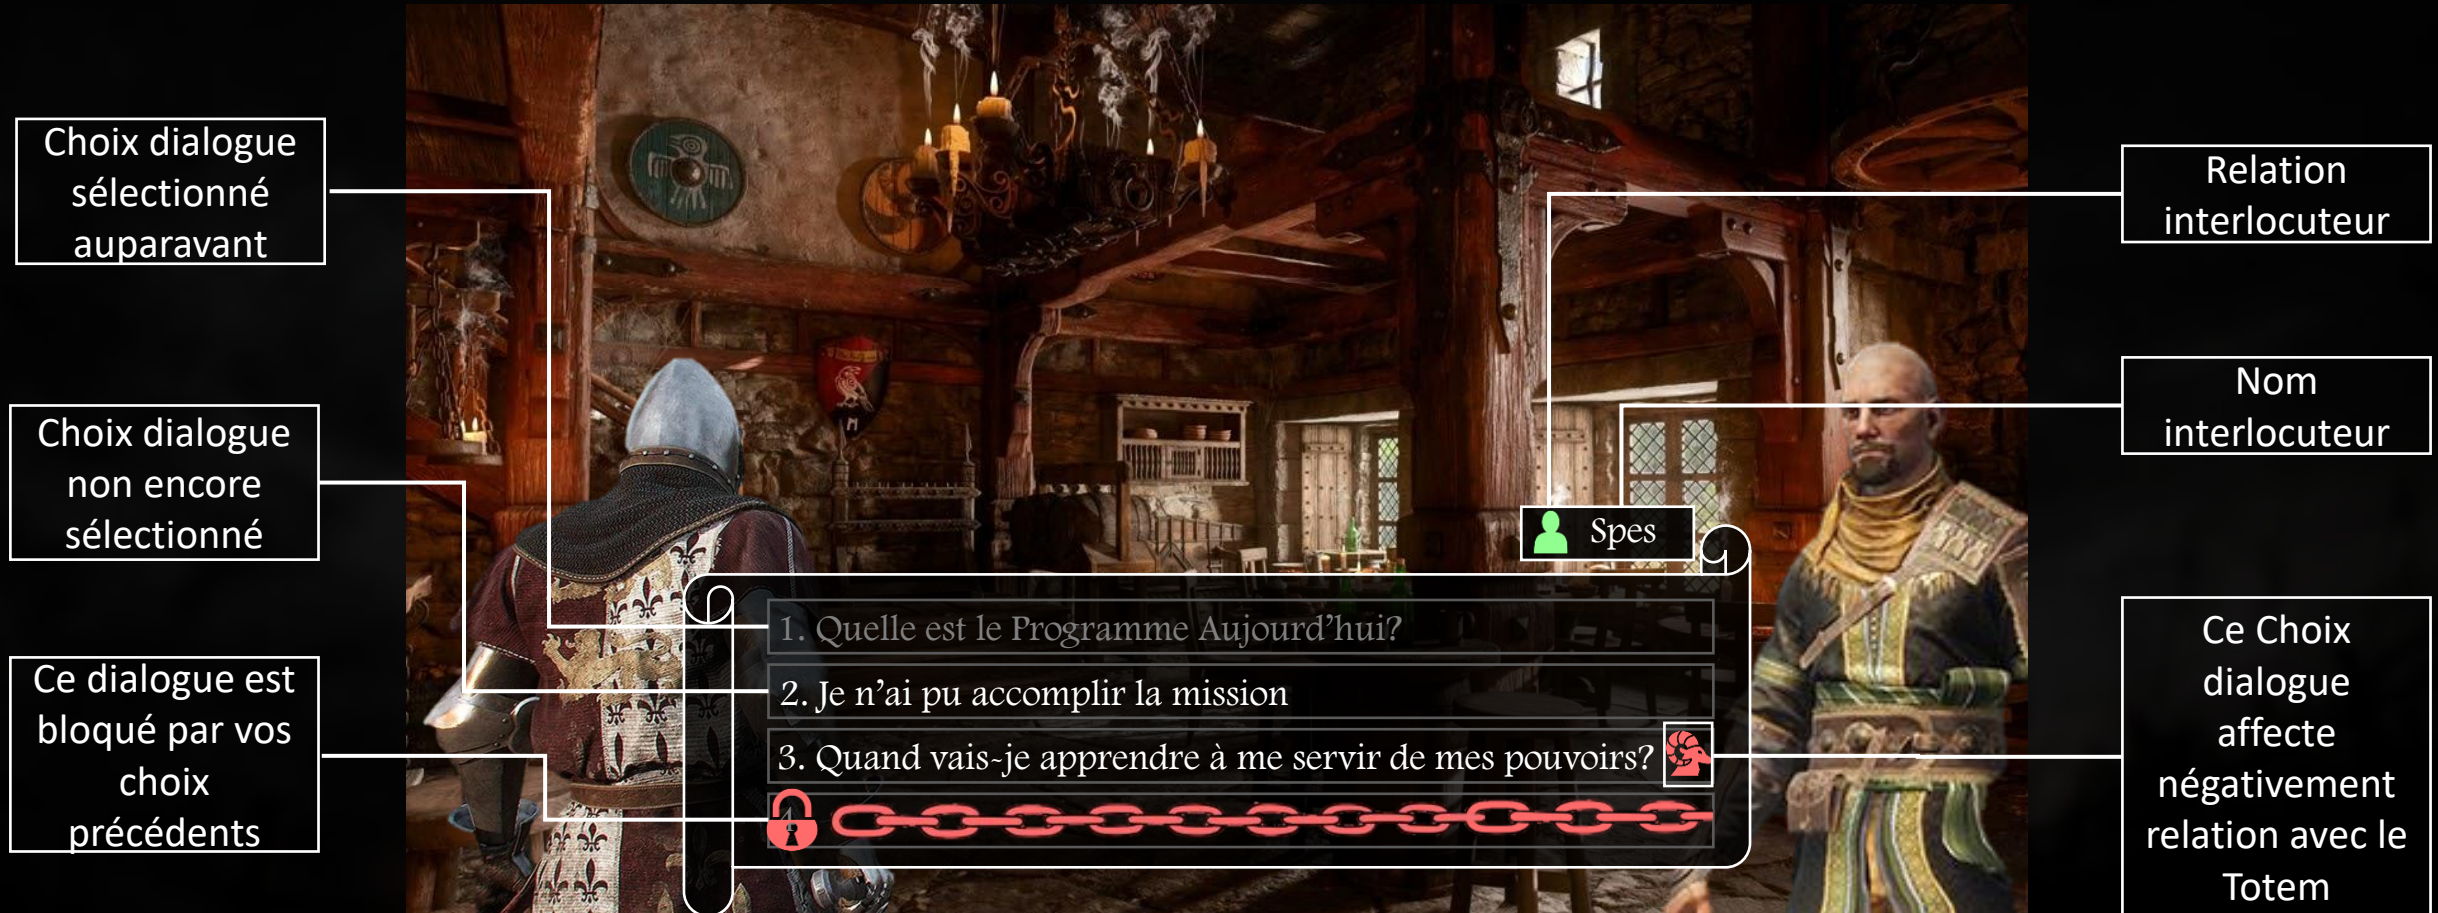 Choix dialogue
sélectionné
auparavant
Choix dialogue
non encore
sélectionné
Ce dialogue est
bloqué par vos
choix
précédents
Spes
1. Quelle est le Programme Aujourd'hui?
2. Je n'ai pu accomplir la mission
3. Quand vais-je apprendre à me servir de mes pouvoirs?
Relation
interlocuteur
Nom
interlocuteur
Ce Choix
dialogue
affecte
négativement
relation avec le
Totem